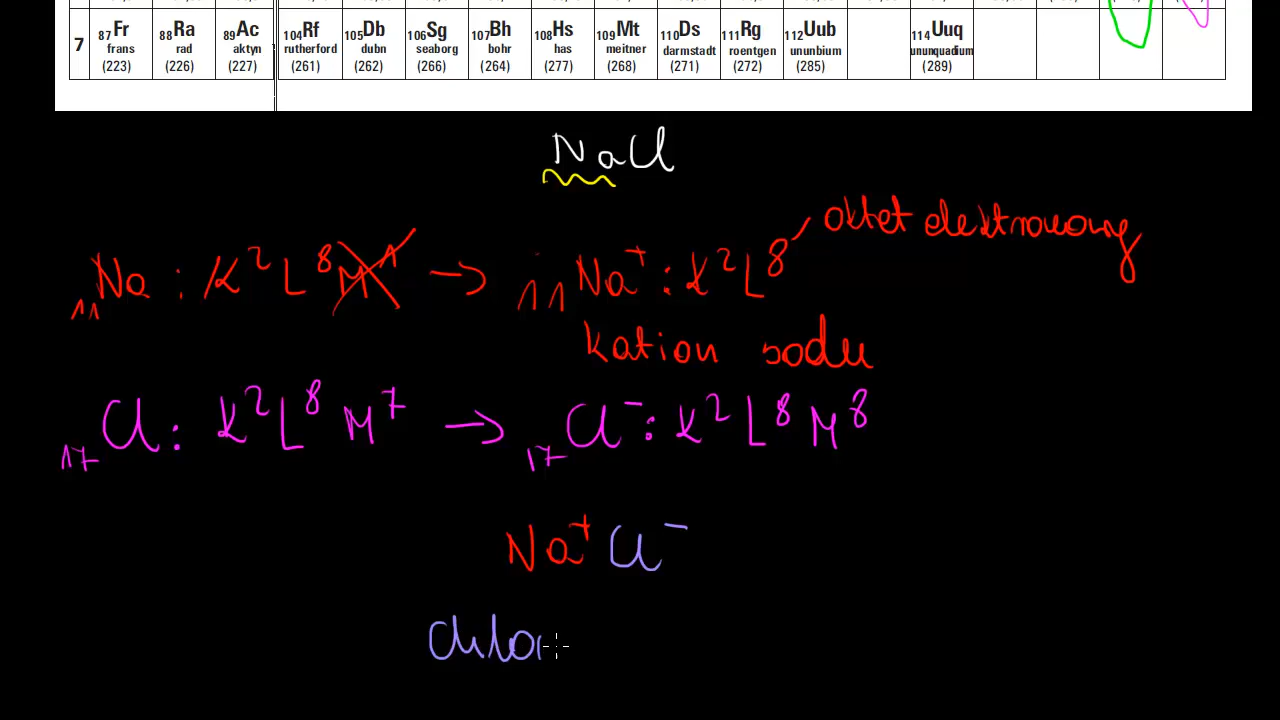 7 87Fr 88Ra 89Ac 104Rf 105Db 106Sg 107Bh 108Hs 109Mt 110Ds 111Rg 112Uub 114Uuq
frans rad aktyn rutherford dubn seaborg bohr has meitner darmstadt roentgen ununbium ununquadium
(223) (226) (227) (261) (262) (266) (264) (277) (268) (271) (272) (285) (289)
NaCl
11Na : K2 L8 M1 → 11Na+ : K2 L8 oktet elektronowy
kation sodu
17Cl : K2 L8 M7 → 17Cl− : K2 L8 M8
Na+ Cl−
Chlor